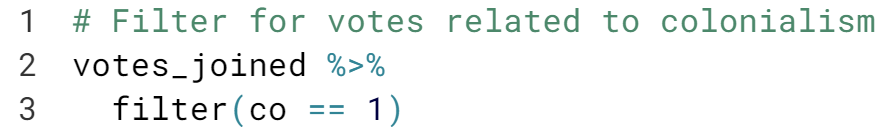 1 # Filter for votes related to colonialism
2 votes_joined %>%
3   filter(co == 1)